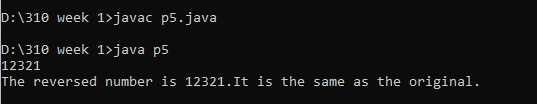 D:\310 week 1>javac p5.java
D:\310 week 1>java p5
12321
The reversed number is 12321.It is the same as the original.